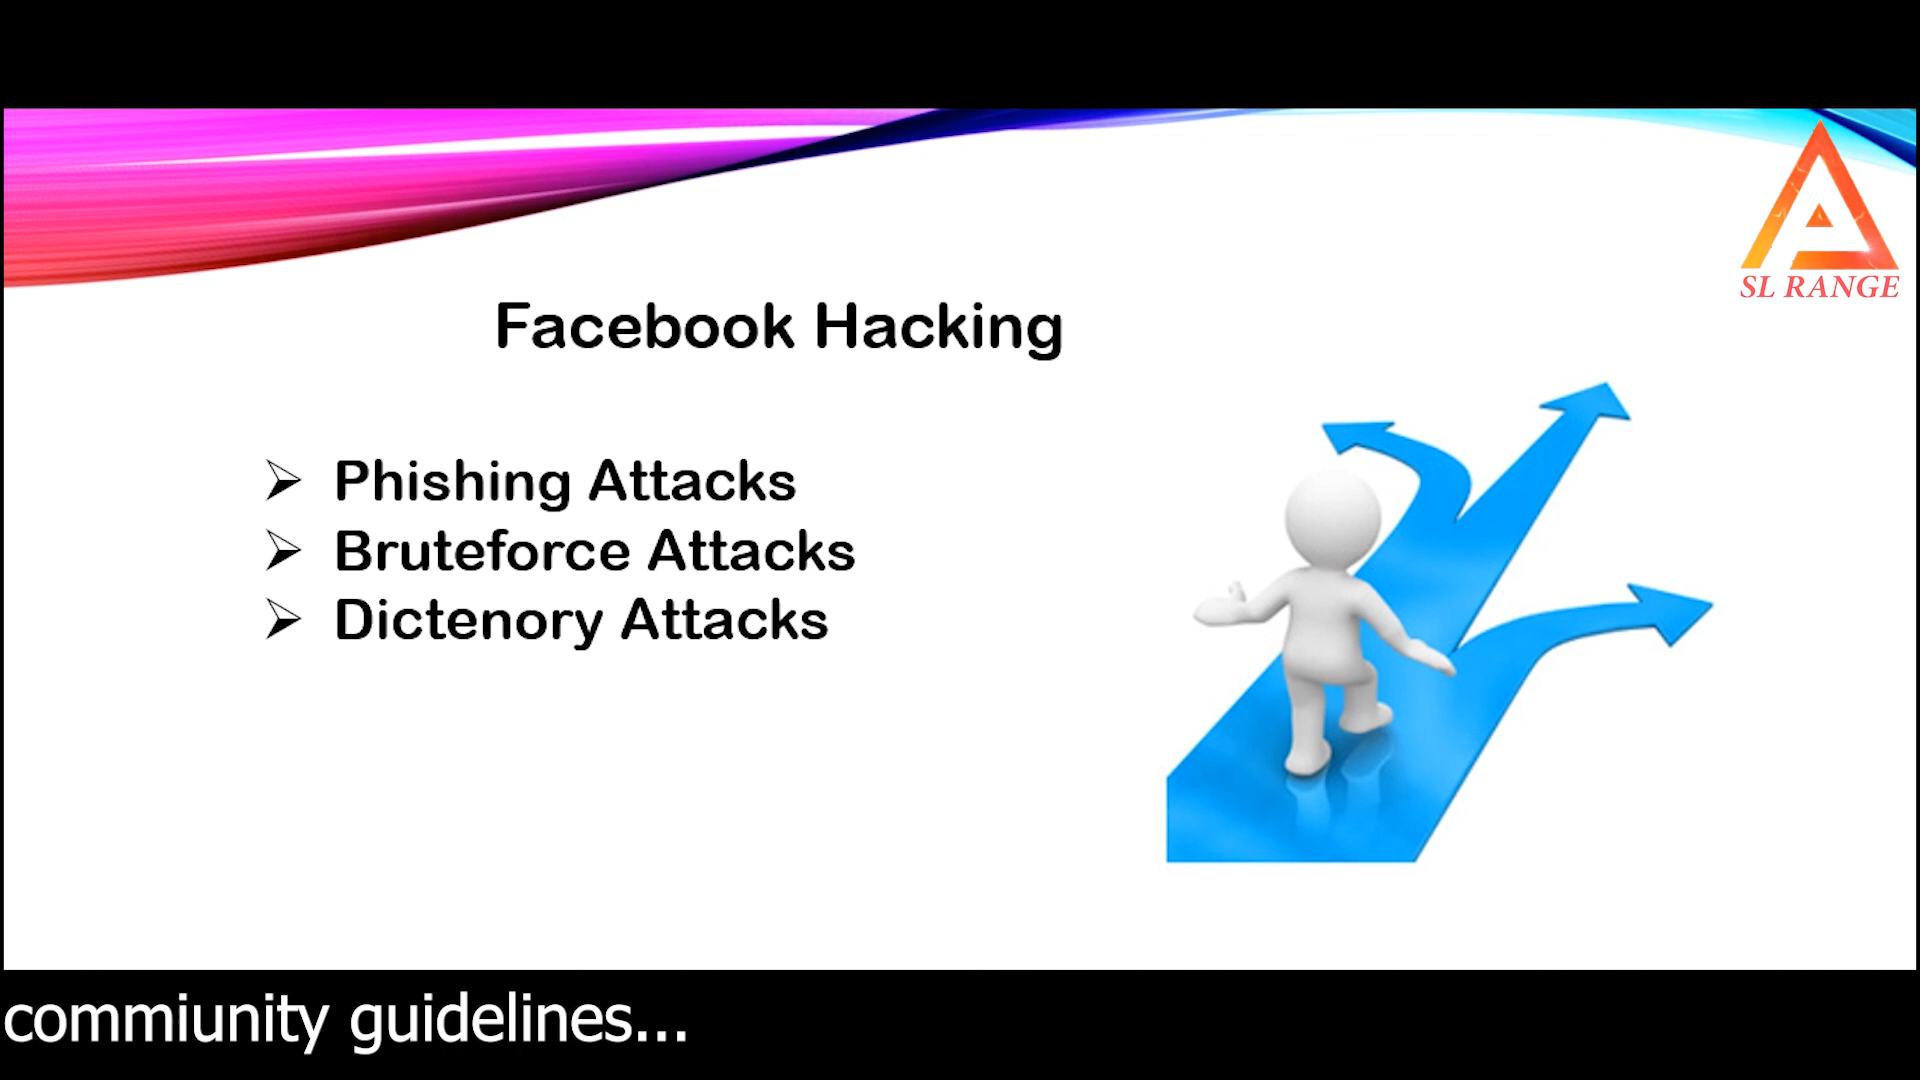 SL RANGE
Facebook Hacking
Phishing Attacks
Bruteforce Attacks
Dictenory Attacks
commiunity guidelines...